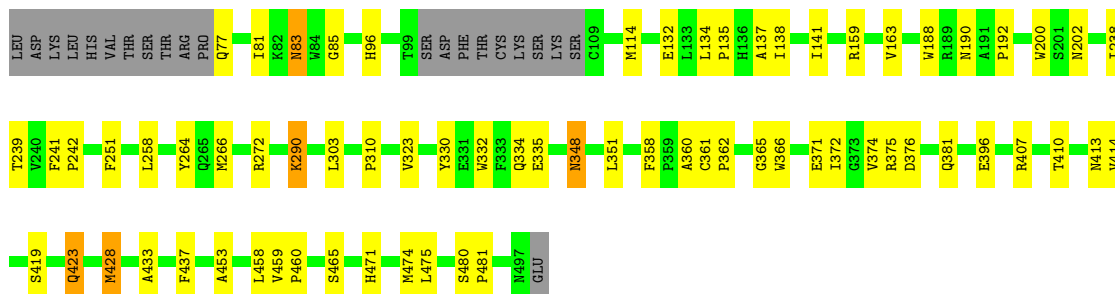 LEU ASP LYS LEU HIS VAL THR SER THR ARG PRO Q77 I81 K82 N83 W84 G85 H96 T99 SER ASP PHE THR CYS LYS SER LYS SER C109 M114 E132 L133 L134 P135 H136 A137 I138 I141 R159 V163 W188 R189 N190 A191 P192 W200 S201 N202
T239 V240 F241 P242 F251 L258 Y264 Q265 M266 R272 K290 L303 P310 V323 Y330 E331 W332 F333 Q334 E335 N348 L351 F358 P359 A360 C361 P362 G365 W366 E371 I372 G373 V374 R375 D376 Q381 E396 R407 T410 N413
S419 Q423 M428 A433 F437 A453 L458 V459 P460 S465 H471 M474 L475 S480 P481 N497 GLU